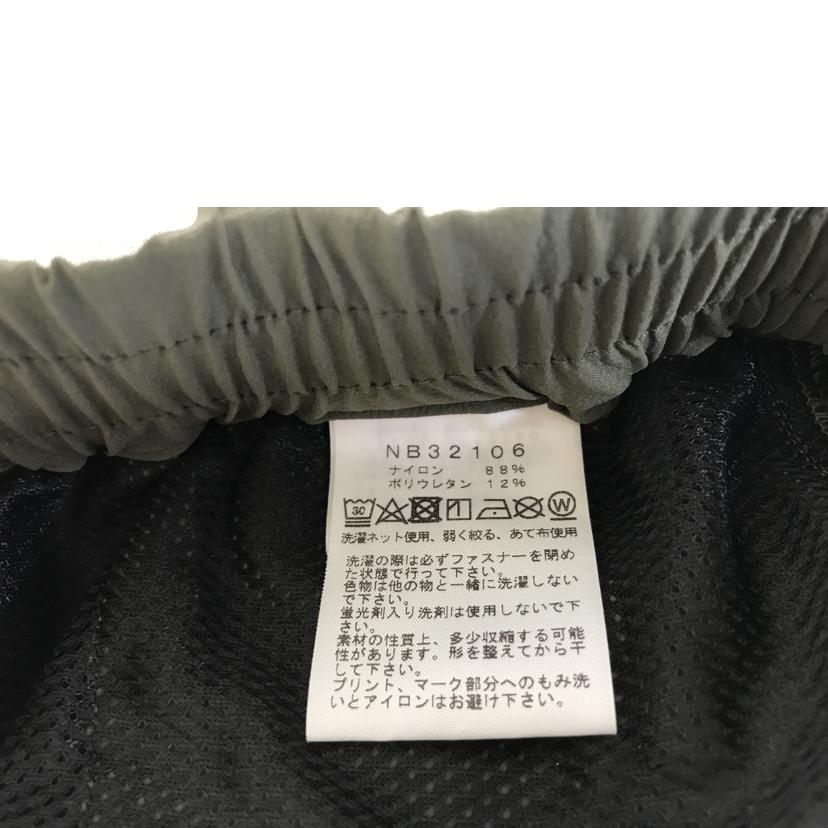 NB32106
ナイロン 88%
ポリウレタン 12%
30 W
洗濯ネット使用、弱く絞る、あて布使用
洗濯の際は必ずファスナーを閉め
た状態で行って下さい。
色物は他の物と一緒に洗濯しない
で下さい。
蛍光剤入り洗剤は使用しないで下
さい。
素材の性質上、多少収縮する可能
性があります。形を整えてから干
して下さい。
プリント、マーク部分へのもみ洗
いとアイロンはお避け下さい。